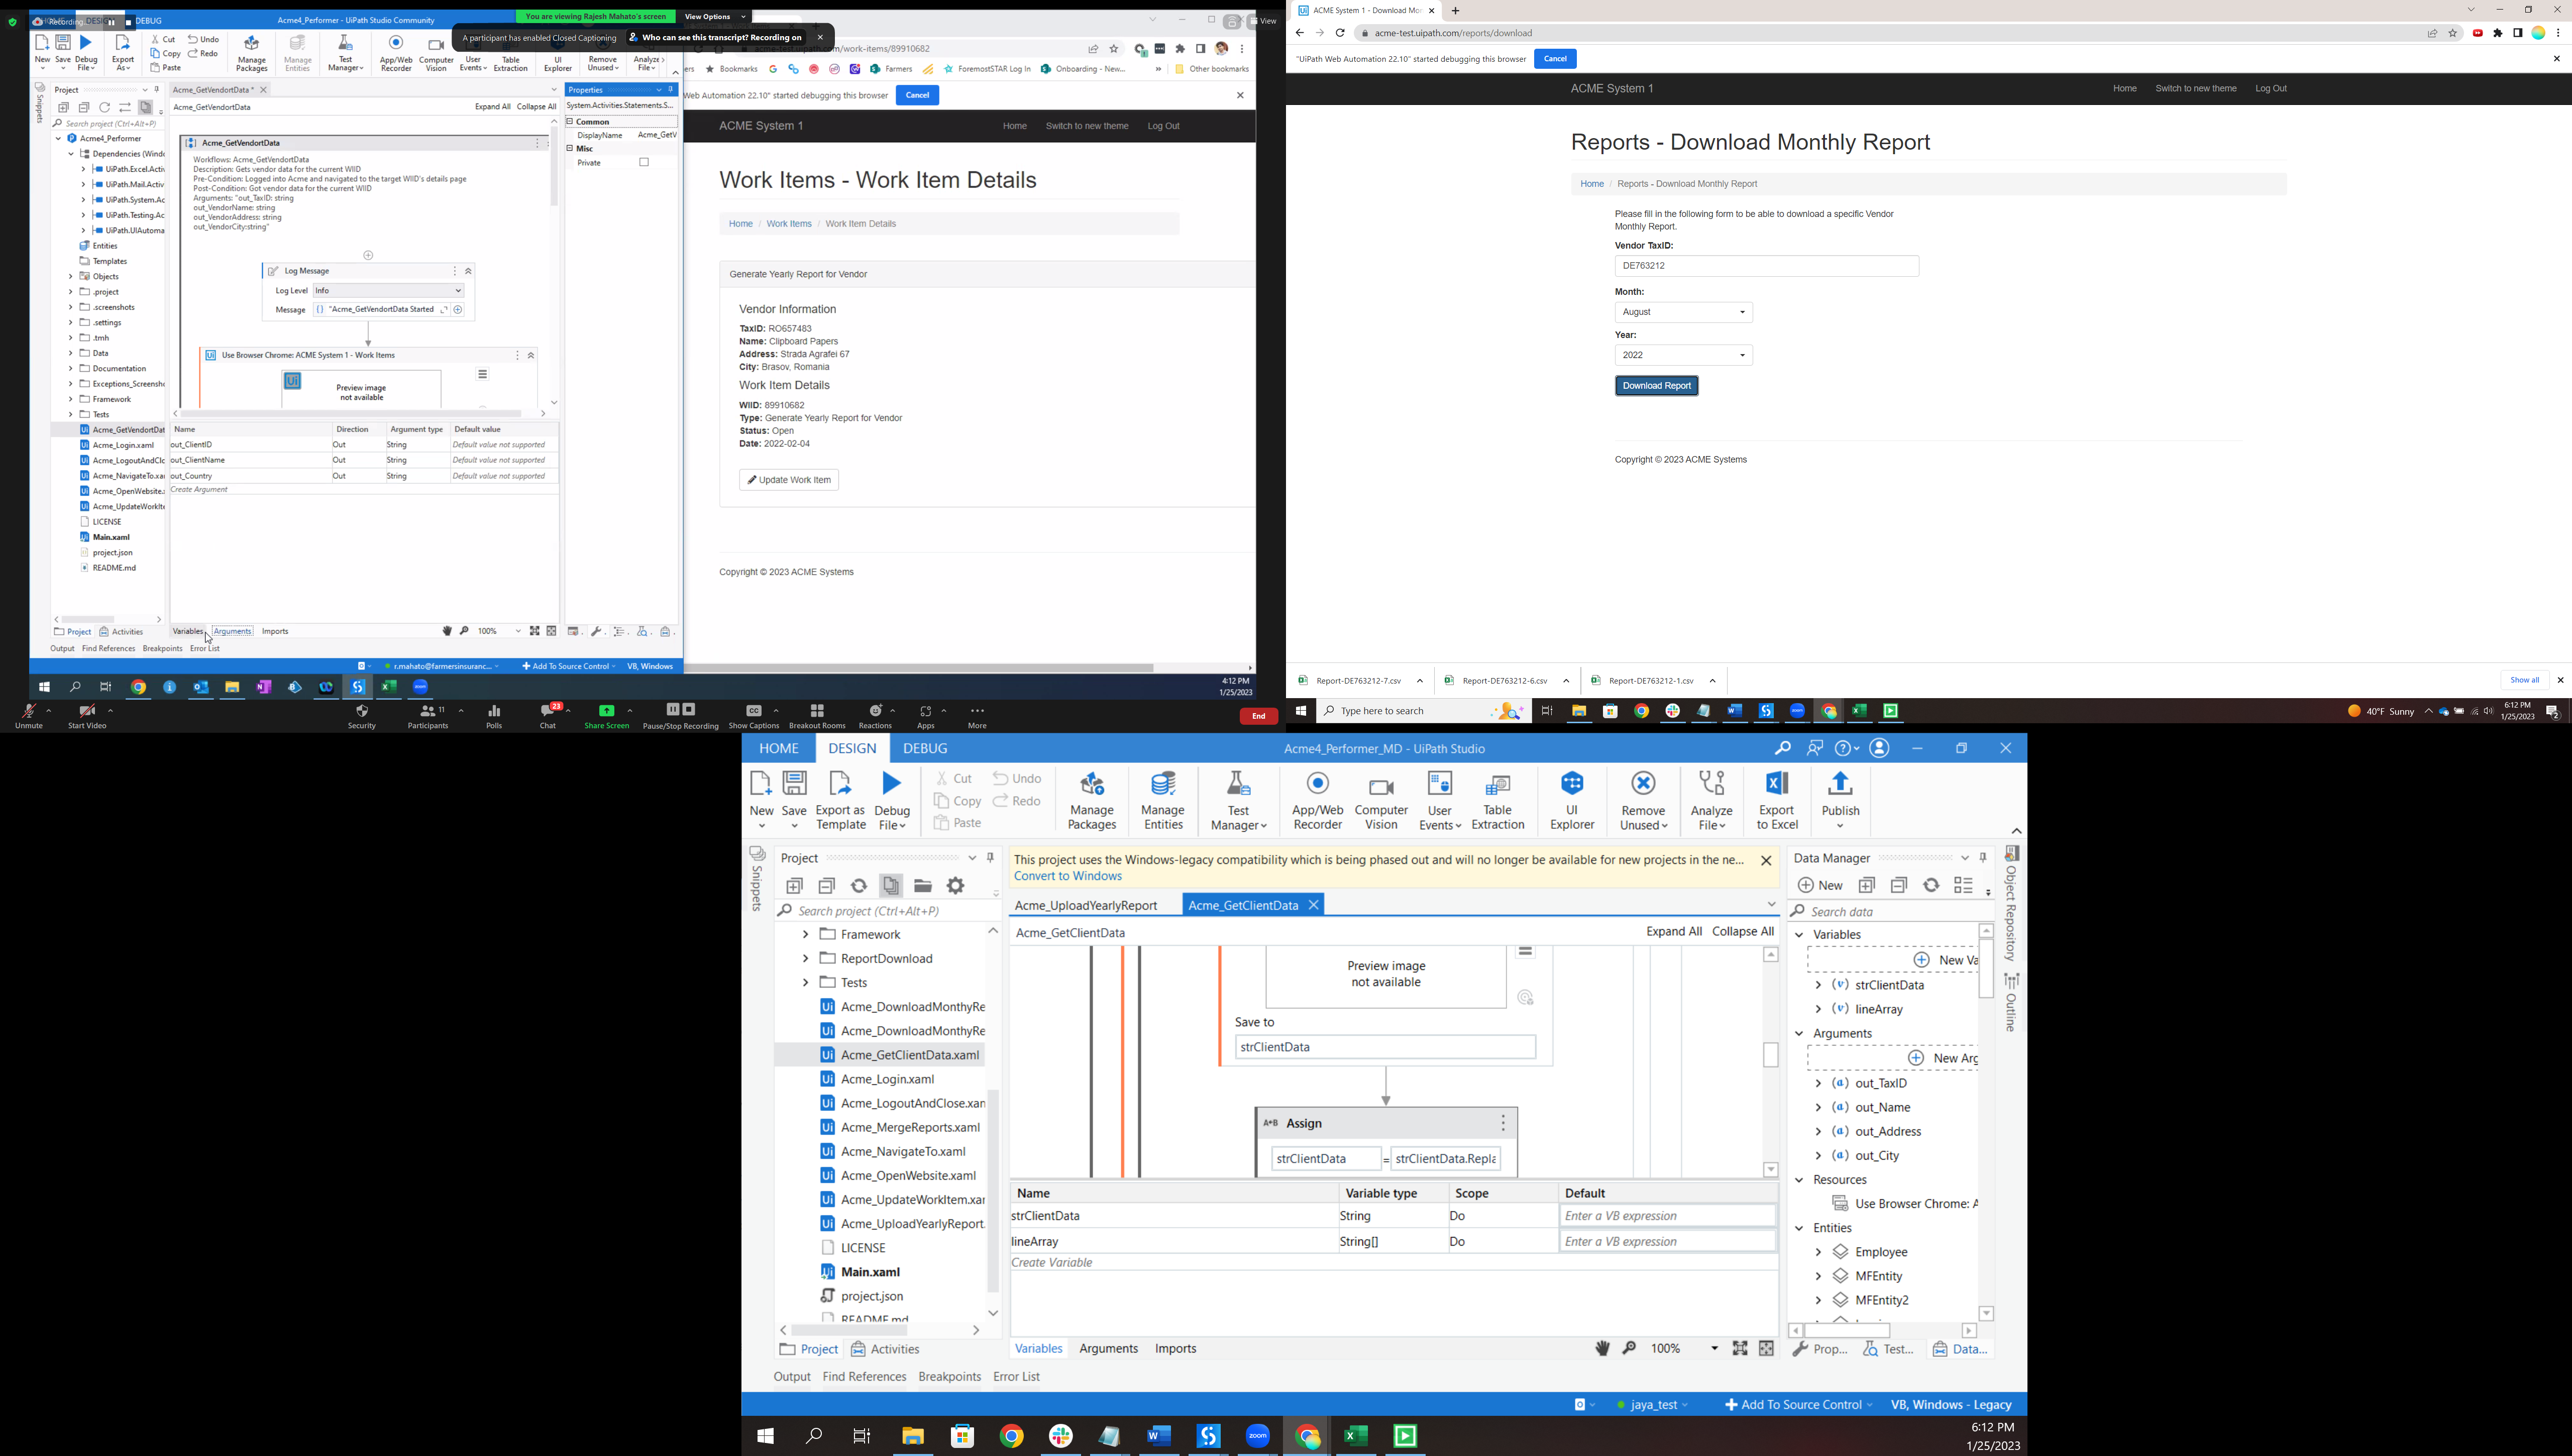 Recording
DEBUG
Acme4_Performer - UiPath Studio Community
You are viewing Rajesh Mahato's screen
View Options
View
A participant has enabled Closed Captioning
Who can see this transcript? Recording on
acme-test.uipath.com/work-items/89910682
New
Save
Debug File
Export As
Cut
Copy
Paste
Undo
Redo
Manage Packages
Manage Entities
Test Manager
App/Web Recorder
Computer Vision
User Events
Table Extraction
UI Explorer
Remove Unused
Analyze File
Bookmarks
Farmers
ForemostSTAR Log In
Onboarding - New...
Other bookmarks
Web Automation 22.10" started debugging this browser
Cancel
Snippets
Project
Search project (Ctrl+Alt+P)
Acme4_Performer
Dependencies (Windo
UiPath.Excel.Activ
UiPath.Mail.Activ
UiPath.System.Ac
UiPath.Testing.Ac
UiPath.UIAutoma
Entities
Templates
Objects
.project
.screenshots
.settings
.tmh
Data
Documentation
Exceptions_Screensho
Framework
Tests
Acme_GetVendortDat
Acme_Login.xaml
Acme_LogoutAndClo
Acme_NavigateTo.xa
Acme_OpenWebsite.
Acme_UpdateWorkIte
LICENSE
Main.xaml
project.json
README.md
Project
Activities
Acme_GetVendortData *
Acme_GetVendortData
Expand All
Collapse All
Acme_GetVendortData
Workflows: Acme_GetVendortData
Description: Gets vendor data for the current WIID
Pre-Condition: Logged into Acme and navigated to the target WIID's details page
Post-Condition: Got vendor data for the current WIID
Arguments: "out_TaxID: string
out_VendorName: string
out_VendorAddress: string
out_VendorCity:string"
Log Message
Log Level
Info
Message
"Acme_GetVendortData Started
Use Browser Chrome: ACME System 1 - Work Items
Preview image
not available
Name Direction Argument type Default value
out_ClientID Out String Default value not supported
out_ClientName Out String Default value not supported
out_Country Out String Default value not supported
Create Argument
Variables
Arguments
Imports
100%
Output
Find References
Breakpoints
Error List
Properties
System.Activities.Statements.S...
Common
DisplayName
Acme_GetV
Misc
Private
r.mahato@farmersinsuranc...
Add To Source Control
VB, Windows
ACME System 1
Home
Switch to new theme
Log Out
Work Items - Work Item Details
Home / Work Items / Work Item Details
Generate Yearly Report for Vendor
Vendor Information
TaxID: RO657483
Name: Clipboard Papers
Address: Strada Agrafei 67
City: Brasov, Romania
Work Item Details
WIID: 89910682
Type: Generate Yearly Report for Vendor
Status: Open
Date: 2022-02-04
Update Work Item
Copyright © 2023 ACME Systems
4:12 PM
1/25/2023
Unmute
Start Video
Security
Participants
11
Polls
Chat
23
Share Screen
Pause/Stop Recording
Show Captions
Breakout Rooms
Reactions
Apps
More
End
ACME System 1 - Download Mo
acme-test.uipath.com/reports/download
"UiPath Web Automation 22.10" started debugging this browser
Cancel
ACME System 1
Home
Switch to new theme
Log Out
Reports - Download Monthly Report
Home / Reports - Download Monthly Report
Please fill in the following form to be able to download a specific Vendor
Monthly Report.
Vendor TaxID:
DE763212
Month:
August
Year:
2022
Download Report
Copyright © 2023 ACME Systems
Report-DE763212-7.csv
Report-DE763212-6.csv
Report-DE763212-1.csv
Show all
Type here to search
40°F Sunny
6:12 PM
1/25/2023
2
HOME
DESIGN
DEBUG
Acme4_Performer_MD - UiPath Studio
New
Save
Export as Template
Debug File
Cut
Copy
Paste
Undo
Redo
Manage Packages
Manage Entities
Test Manager
App/Web Recorder
Computer Vision
User Events
Table Extraction
UI Explorer
Remove Unused
Analyze File
Export to Excel
Publish
Snippets
Project
Search project (Ctrl+Alt+P)
Framework
ReportDownload
Tests
Acme_DownloadMonthyRe
Acme_DownloadMonthyRe
Acme_GetClientData.xaml
Acme_Login.xaml
Acme_LogoutAndClose.xam
Acme_MergeReports.xaml
Acme_NavigateTo.xaml
Acme_OpenWebsite.xaml
Acme_UpdateWorkItem.xam
Acme_UploadYearlyReport.
LICENSE
Main.xaml
project.json
README.md
Project
Activities
This project uses the Windows-legacy compatibility which is being phased out and will no longer be available for new projects in the ne...
Convert to Windows
Acme_UploadYearlyReport
Acme_GetClientData
Acme_GetClientData
Expand All
Collapse All
Preview image
not available
Save to
strClientData
Assign
strClientData = strClientData.Repla
Name Variable type Scope Default
strClientData String Do Enter a VB expression
lineArray String[] Do Enter a VB expression
Create Variable
Variables
Arguments
Imports
100%
Data Manager
New
Search data
Variables
New Va
strClientData
lineArray
Arguments
New Arg
out_TaxID
out_Name
out_Address
out_City
Resources
Use Browser Chrome: A
Entities
Employee
MFEntity
MFEntity2
Prop...
Test...
Data...
Object Repository
Outline
Output
Find References
Breakpoints
Error List
jaya_test
Add To Source Control
VB, Windows - Legacy
zoom
6:12 PM
1/25/2023